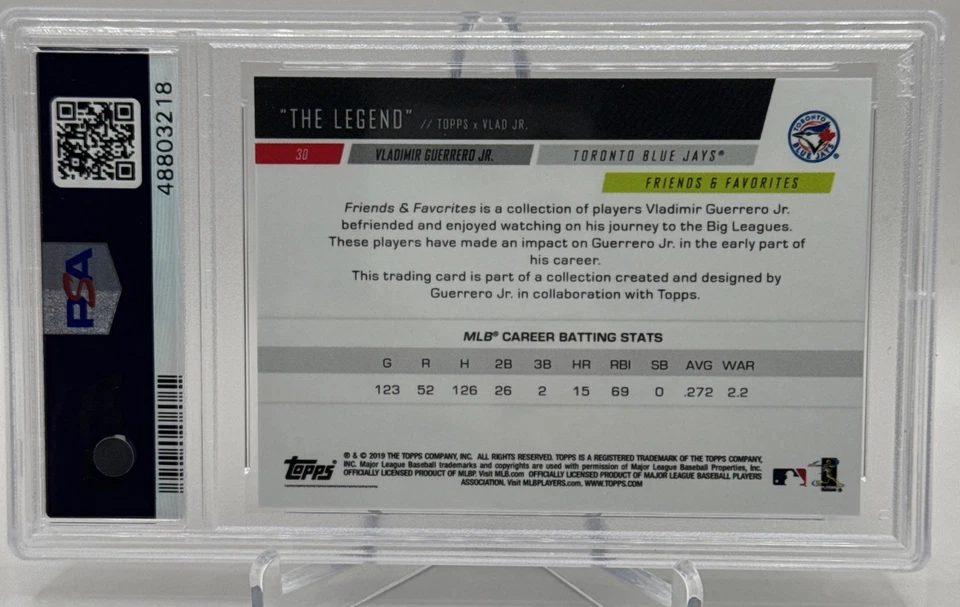 48803218
PSA
"THE LEGEND" // TOPPS x VLAD JR.
30 VLADIMIR GUERRERO JR. TORONTO BLUE JAYS®
TORONTO BLUE JAYS
FRIENDS & FAVORITES
Friends & Favorites is a collection of players Vladimir Guerrero Jr.
befriended and enjoyed watching on his journey to the Big Leagues.
These players have made an impact on Guerrero Jr. in the early part of
his career.
This trading card is part of a collection created and designed by
Guerrero Jr. in collaboration with Topps.
MLB® CAREER BATTING STATS
G R H 2B 3B HR RBI SB AVG WAR
123 52 126 26 2 15 69 0 .272 2.2
topps
® & © 2019 THE TOPPS COMPANY, INC. ALL RIGHTS RESERVED. TOPPS IS A REGISTERED TRADEMARK OF THE TOPPS COMPANY,
INC. Major League Baseball trademarks and copyrights are used with permission of Major League Baseball Properties, Inc.
OFFICIALLY LICENSED PRODUCT OF MLBP. Visit MLB.com OFFICIALLY LICENSED PRODUCT OF MAJOR LEAGUE BASEBALL PLAYERS
ASSOCIATION. Visit MLBPLAYERS.com. WWW.TOPPS.COM